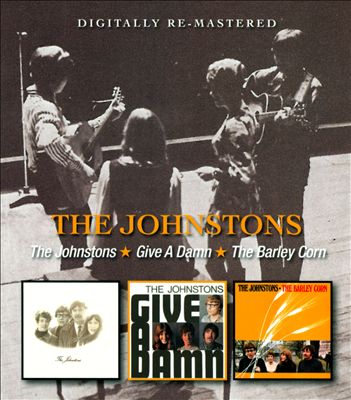 DIGITALLY RE-MASTERED
THE JOHNSTONS
The Johnstons ★ Give A Damn ★ The Barley Corn
The Johnstons
THE JOHNSTONS
GIVE
A
DAMN
THE JOHNSTONS · THE BARLEY CORN